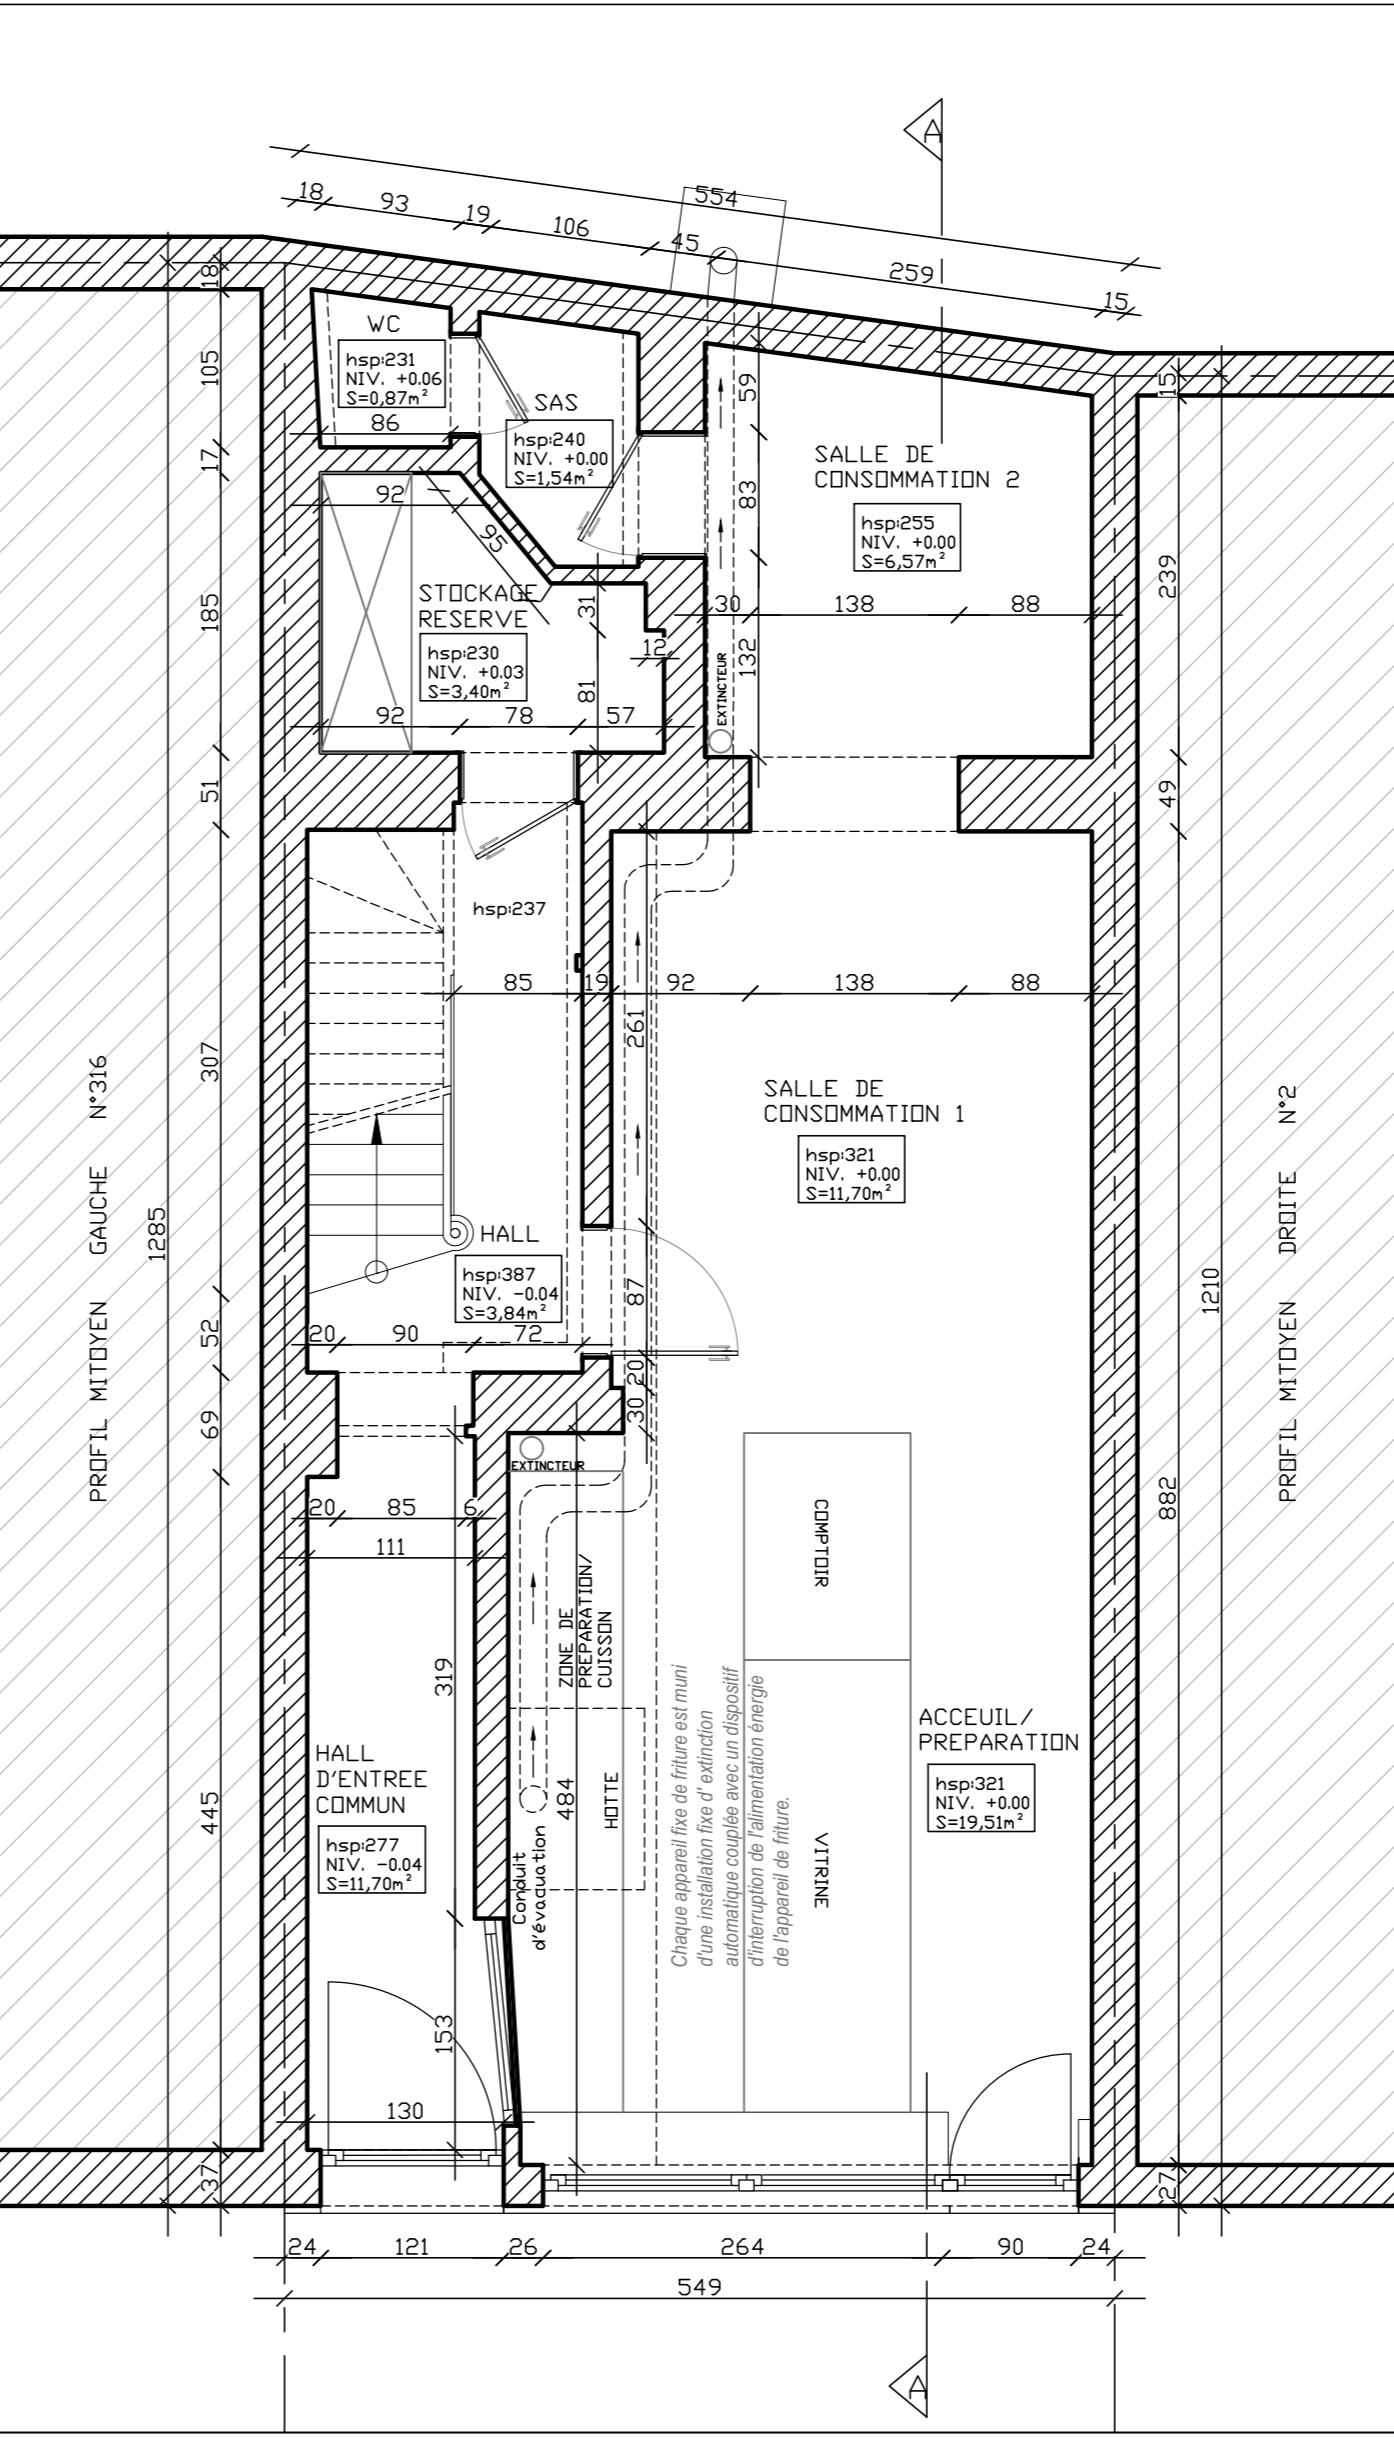 A
554
18
93
19
106
45
259
15
18
105
17
185
51
307
52
69
445
37
1285
PROFIL MITOYEN GAUCHE N°316
WC
hsp:231
NIV. +0.06
S=0,87m²
86
SAS
hsp:240
NIV. +0.00
S=1,54m²
92
95
STOCKAGE
RESERVE
hsp:230
NIV. +0.03
S=3,40m²
31
12
81
92
78
57
59
83
132
EXTINCTEUR
SALLE DE
CONSOMMATION 2
hsp:255
NIV. +0.00
S=6,57m²
30
138
88
15
239
49
882
27
1210
PROFIL MITOYEN DROITE N°2
hsp:237
85
19
92
138
88
261
SALLE DE
CONSOMMATION 1
hsp:321
NIV. +0.00
S=11,70m²
HALL
hsp:387
NIV. -0.04
S=3,84m²
87
20
90
72
20
30
EXTINCTEUR
20
85
6
111
COMPTOIR
ZONE DE
PREPARATION/
CUISSON
319
Chaque appareil fixe de friture est muni
d'une installation fixe d' extinction
automatique couplée avec un dispositif
d'interruption de l'alimentation énergie
de l'appareil de friture.
ACCEUIL/
PREPARATION
hsp:321
NIV. +0.00
S=19,51m²
HALL
D'ENTREE
COMMUN
hsp:277
NIV. -0.04
S=11,70m²
484
HOTTE
VITRINE
Conduit
d'évacuation
153
130
24
121
26
264
90
24
549
A